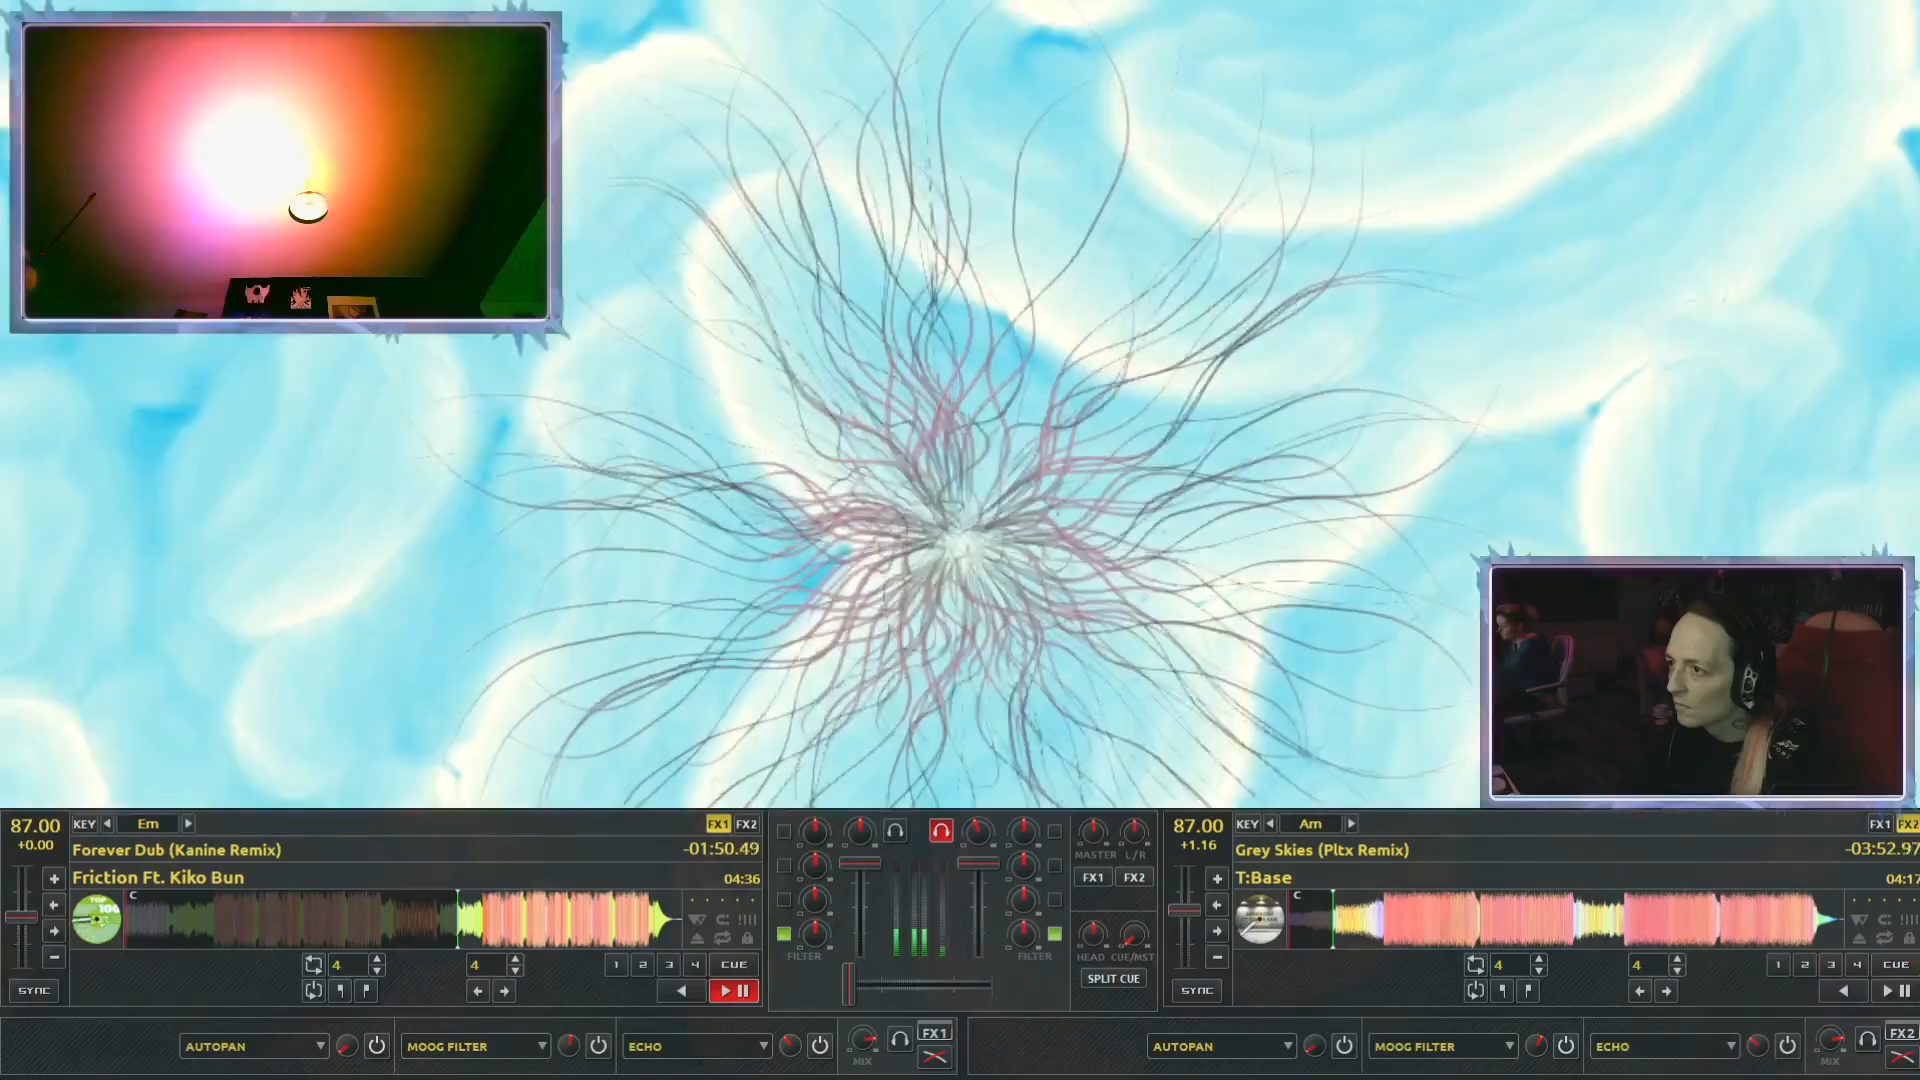 87.00
+0.00
KEY Em FX1 FX2
Forever Dub (Kanine Remix) -01:50.49
Friction Ft. Kiko Bun 04:36
TOP 100
C
4 4 1 2 3 4 CUE
SYNC
FILTER FILTER
MASTER L/R
FX1 FX2
HEAD CUE/MST
SPLIT CUE
87.00
+1.16
KEY Am FX1 FX2
Grey Skies (Pltx Remix) -03:52.97
T:Base 04:17
C
4 4 1 2 3 4 CUE
SYNC
AUTOPAN MOOG FILTER ECHO MIX FX1
AUTOPAN MOOG FILTER ECHO MIX FX2